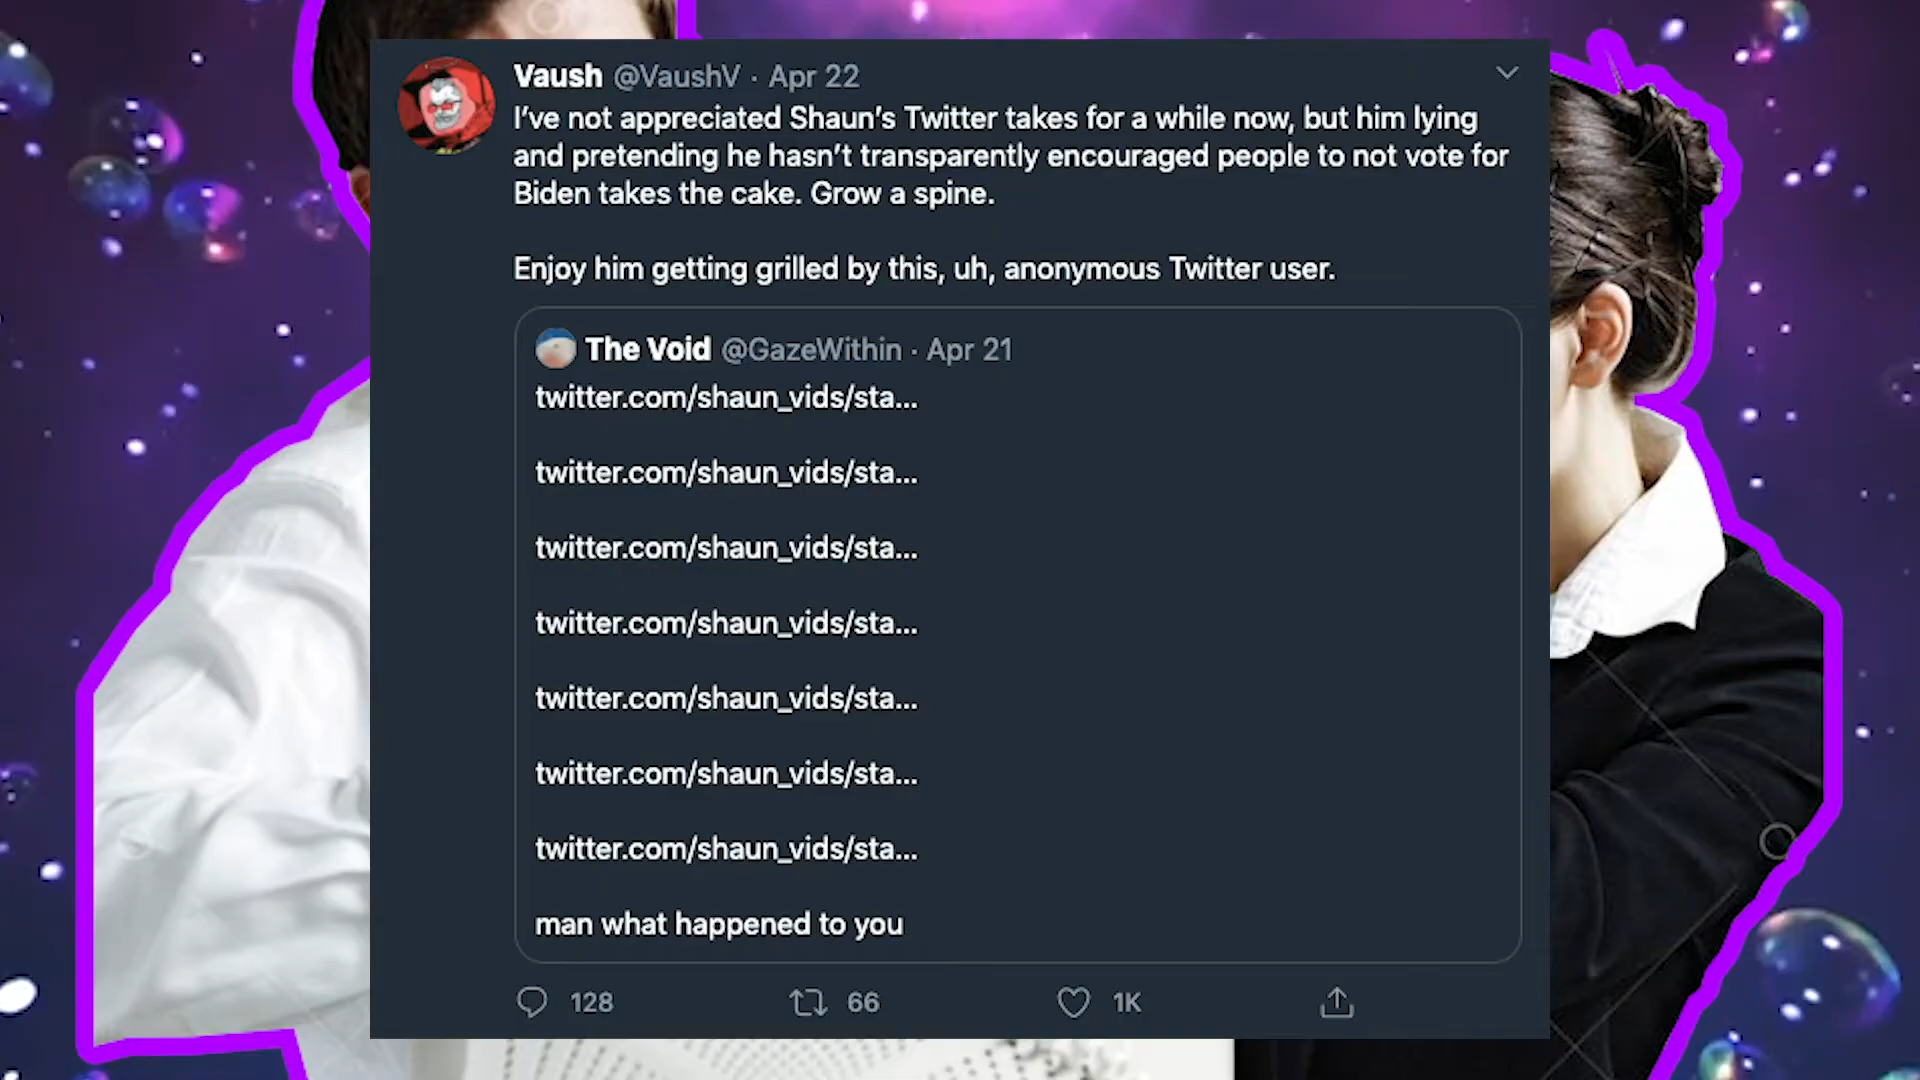 Vaush @VaushV · Apr 22
I've not appreciated Shaun's Twitter takes for a while now, but him lying
and pretending he hasn't transparently encouraged people to not vote for
Biden takes the cake. Grow a spine.
Enjoy him getting grilled by this, uh, anonymous Twitter user.
The Void @GazeWithin · Apr 21
twitter.com/shaun_vids/sta...
twitter.com/shaun_vids/sta...
twitter.com/shaun_vids/sta...
twitter.com/shaun_vids/sta...
twitter.com/shaun_vids/sta...
twitter.com/shaun_vids/sta...
twitter.com/shaun_vids/sta...
man what happened to you
128 66 1K